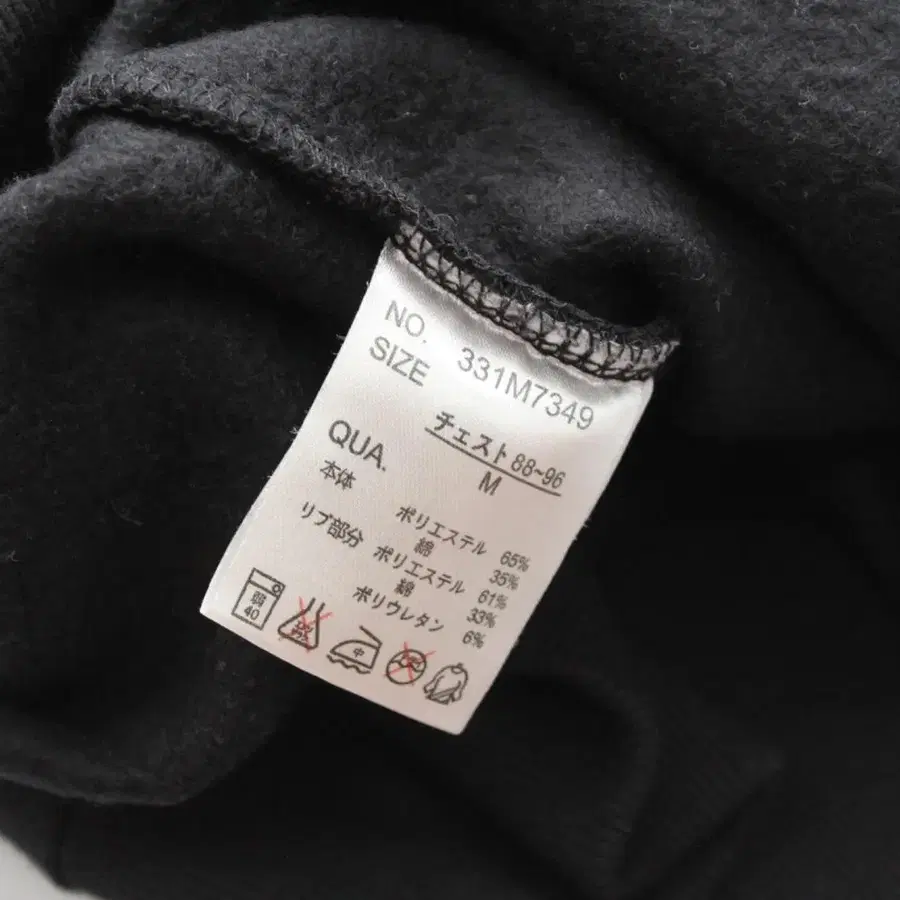 NO. 331M7349
SIZE チェスト 88~96
M
QUA.
本体 ポリエステル 65%
綿 35%
リブ部分 ポリエステル 61%
綿 33%
ポリウレタン 6%
弱 40
中